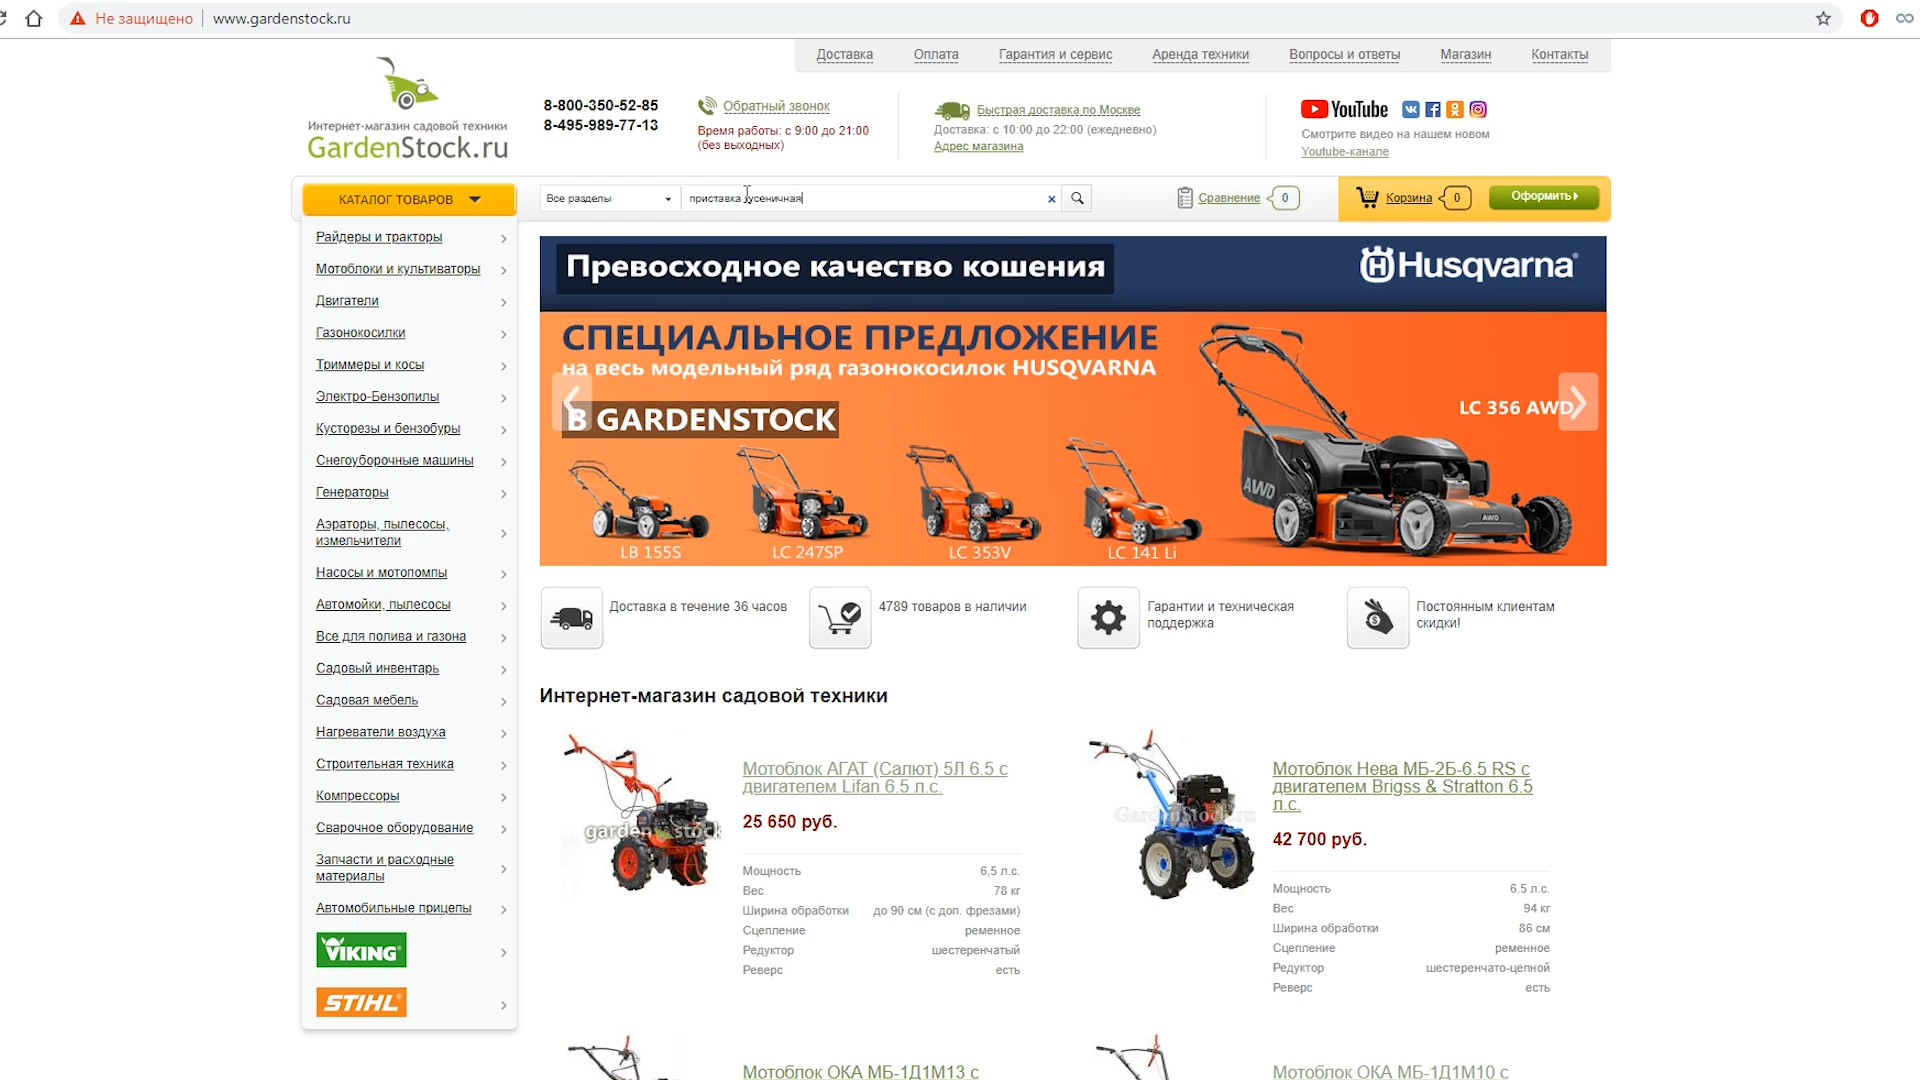 Не защищено
www.gardenstock.ru
Доставка
Оплата
Гарантия и сервис
Аренда техники
Вопросы и ответы
Магазин
Контакты
Интернет-магазин садовой техники
GardenStock.ru
8-800-350-52-85
8-495-989-77-13
Обратный звонок
Время работы: с 9:00 до 21:00
(без выходных)
Быстрая доставка по Москве
Доставка: с 10:00 до 22:00 (ежедневно)
Адрес магазина
YouTube
Смотрите видео на нашем новом
Youtube-канале
КАТАЛОГ ТОВАРОВ
Все разделы
приставка гусеничная
Сравнение
0
Корзина
0
Оформить
Райдеры и тракторы
Мотоблоки и культиваторы
Двигатели
Газонокосилки
Триммеры и косы
Электро-Бензопилы
Кусторезы и бензобуры
Снегоуборочные машины
Генераторы
Аэраторы, пылесосы,
измельчители
Насосы и мотопомпы
Автомойки, пылесосы
Все для полива и газона
Садовый инвентарь
Садовая мебель
Нагреватели воздуха
Строительная техника
Компрессоры
Сварочное оборудование
Запчасти и расходные
материалы
Автомобильные прицепы
VIKING
STIHL
Превосходное качество кошения
Husqvarna
СПЕЦИАЛЬНОЕ ПРЕДЛОЖЕНИЕ
на весь модельный ряд газонокосилок HUSQVARNA
В GARDENSTOCK
LC 356 AWD
AWD
AWD
LB 155S
LC 247SP
LC 353V
LC 141 Li
Доставка в течение 36 часов
4789 товаров в наличии
Гарантии и техническая
поддержка
Постоянным клиентам
скидки!
Интернет-магазин садовой техники
garden stock
Мотоблок АГАТ (Салют) 5Л 6.5 с
двигателем Lifan 6.5 л.с.
25 650 руб.
Мощность 6,5 л.с.
Вес 78 кг
Ширина обработки до 90 см (с доп. фрезами)
Сцепление ременное
Редуктор шестеренчатый
Реверс есть
GardenStock.ru
Мотоблок Нева МБ-2Б-6.5 RS с
двигателем Brigss & Stratton 6.5
л.с.
42 700 руб.
Мощность 6.5 л.с.
Вес 94 кг
Ширина обработки 86 см
Сцепление ременное
Редуктор шестеренчато-цепной
Реверс есть
Мотоблок ОКА МБ-1Д1М13 с
Мотоблок ОКА МБ-1Д1М10 с